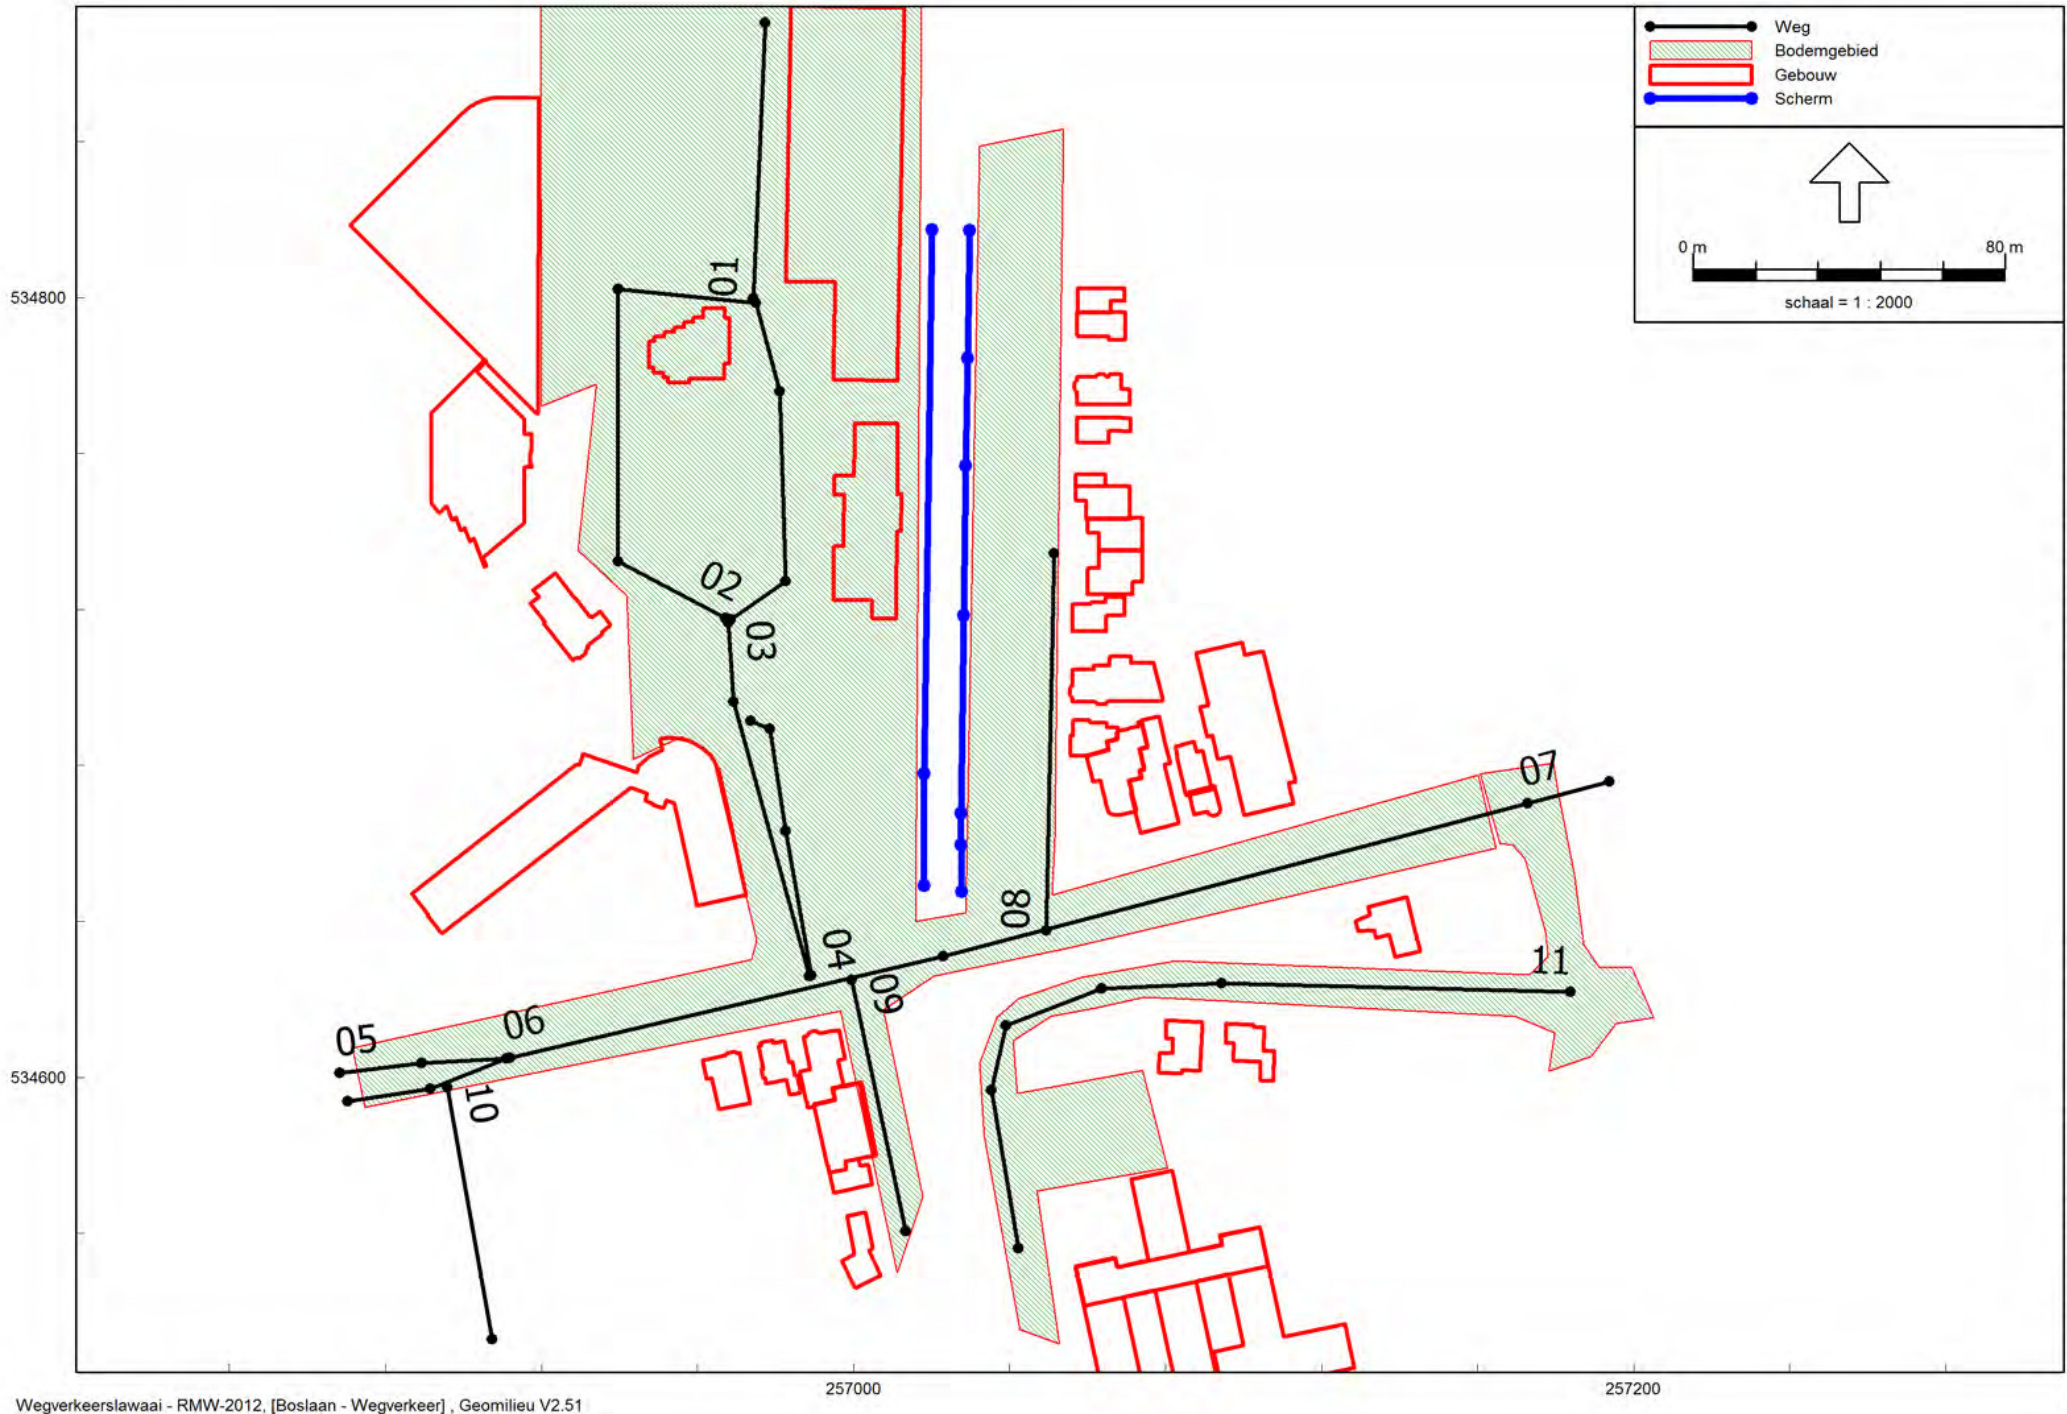 Weg
Bodemgebied
Gebouw
Scherm
0 m 80 m
schaal = 1 : 2000
534800
01
02
03
07
08
04
09
11
05
06
10
534600
257000
257200
Wegverkeerslawaai - RMW-2012, [Boslaan - Wegverkeer] , Geomilieu V2.51